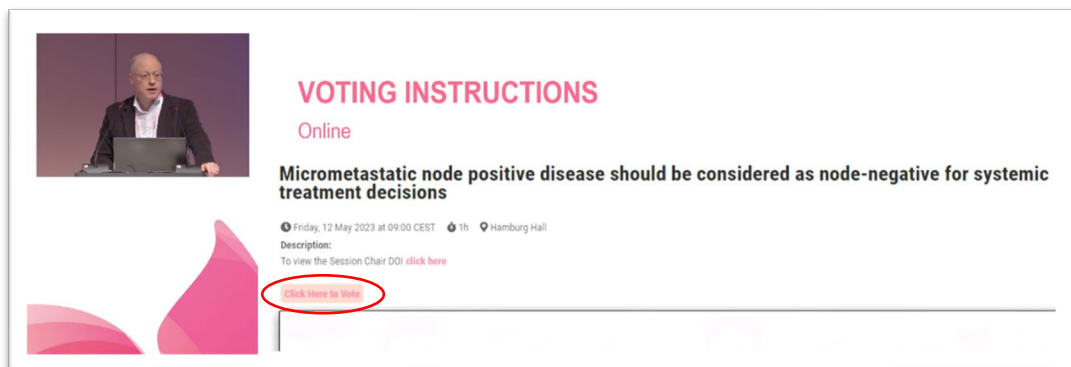 VOTING INSTRUCTIONS
Online
Micrometastatic node positive disease should be considered as node-negative for systemic
treatment decisions
Friday, 12 May 2023 at 09:00 CEST 1h Hamburg Hall
Description:
To view the Session Chair DOI click here
Click Here to Vote